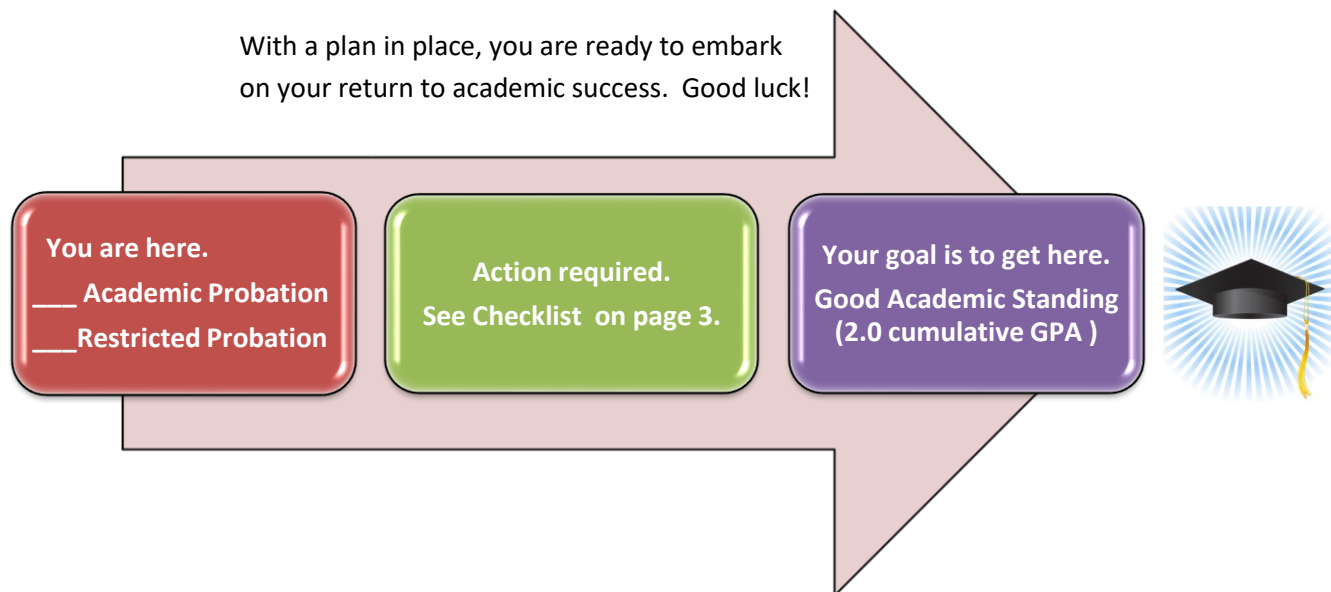 With a plan in place, you are ready to embark
on your return to academic success.  Good luck!
You are here.
___ Academic Probation
___Restricted Probation
Action required.
See Checklist  on page 3.
Your goal is to get here.
Good Academic Standing
(2.0 cumulative GPA )